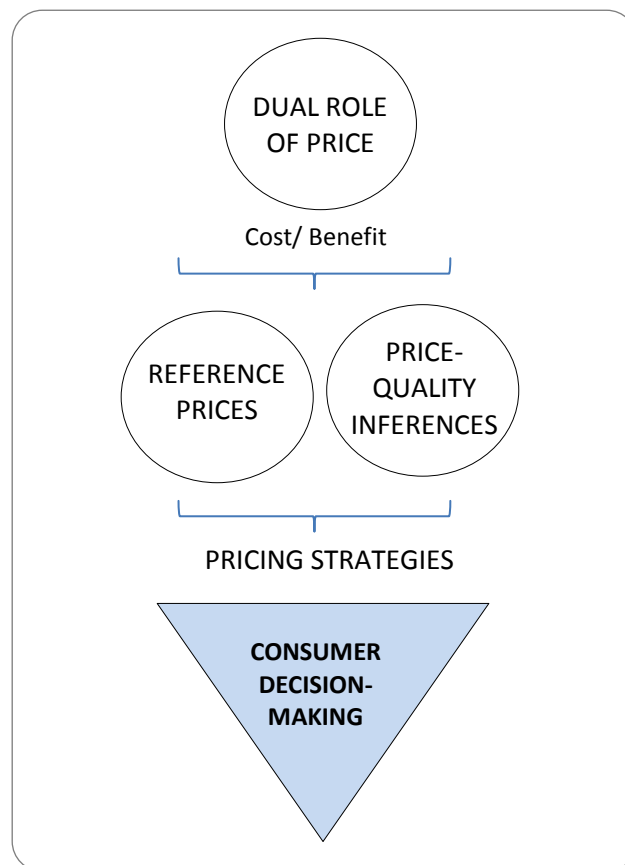 DUAL ROLE
OF PRICE
Cost/ Benefit
REFERENCE
PRICES
PRICE-
QUALITY
INFERENCES
PRICING STRATEGIES
CONSUMER
DECISION-
MAKING